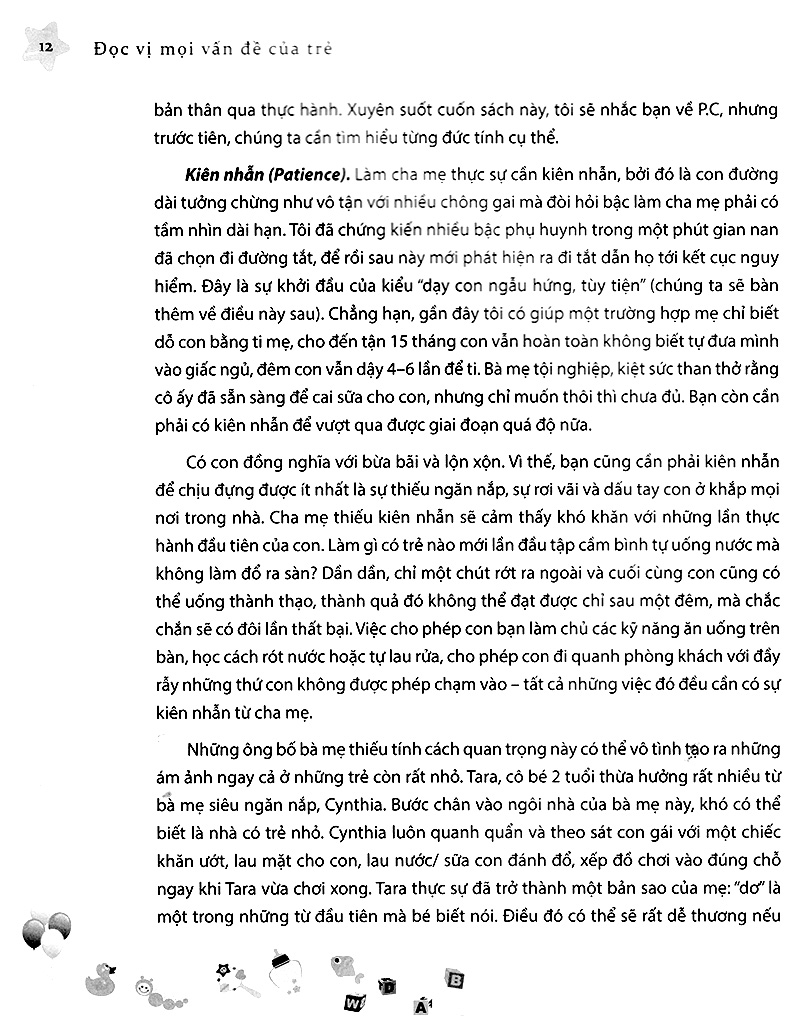 12 Đọc vị mọi vấn đề của trẻ
bản thân qua thực hành. Xuyên suốt cuốn sách này, tôi sẽ nhắc bạn về P.C, nhưng
trước tiên, chúng ta cần tìm hiểu từng đức tính cụ thể.
Kiên nhẫn (Patience). Làm cha mẹ thực sự cần kiên nhẫn, bởi đó là con đường
dài tưởng chừng như vô tận với nhiều chông gai mà đòi hỏi bậc làm cha mẹ phải có
tầm nhìn dài hạn. Tôi đã chứng kiến nhiều bậc phụ huynh trong một phút gian nan
đã chọn đi đường tắt, để rồi sau này mới phát hiện ra đi tắt dẫn họ tới kết cục nguy
hiểm. Đây là sự khởi đầu của kiểu “dạy con ngẫu hứng, tùy tiện” (chúng ta sẽ bàn
thêm về điều này sau). Chẳng hạn, gần đây tôi có giúp một trường hợp mẹ chỉ biết
dỗ con bằng ti mẹ, cho đến tận 15 tháng con vẫn hoàn toàn không biết tự đưa mình
vào giấc ngủ, đêm con vẫn dậy 4–6 lần để ti. Bà mẹ tội nghiệp, kiệt sức than thở rằng
cô ấy đã sẵn sàng để cai sữa cho con, nhưng chỉ muốn thôi thì chưa đủ. Bạn còn cần
phải có kiên nhẫn để vượt qua được giai đoạn quá độ nữa.
Có con đồng nghĩa với bừa bãi và lộn xộn. Vì thế, bạn cũng cần phải kiên nhẫn
để chịu đựng được ít nhất là sự thiếu ngăn nắp, sự rơi vãi và dấu tay con ở khắp mọi
nơi trong nhà. Cha mẹ thiếu kiên nhẫn sẽ cảm thấy khó khăn với những lần thực
hành đầu tiên của con. Làm gì có trẻ nào mới lần đầu tập cầm bình tự uống nước mà
không làm đổ ra sàn? Dần dần, chỉ một chút rớt ra ngoài và cuối cùng con cũng có
thể uống thành thạo, thành quả đó không thể đạt được chỉ sau một đêm, mà chắc
chắn sẽ có đôi lần thất bại. Việc cho phép con bạn làm chủ các kỹ năng ăn uống trên
bàn, học cách rót nước hoặc tự lau rửa, cho phép con đi quanh phòng khách với đầy
rẫy những thứ con không được phép chạm vào – tất cả những việc đó đều cần có sự
kiên nhẫn từ cha mẹ.
Những ông bố bà mẹ thiếu tính cách quan trọng này có thể vô tình tạo ra những
ám ảnh ngay cả ở những trẻ còn rất nhỏ. Tara, cô bé 2 tuổi thừa hưởng rất nhiều từ
bà mẹ siêu ngăn nắp, Cynthia. Bước chân vào ngôi nhà của bà mẹ này, khó có thể
biết là nhà có trẻ nhỏ. Cynthia luôn quanh quẩn và theo sát con gái với một chiếc
khăn ướt, lau mặt cho con, lau nước/ sữa con đánh đổ, xếp đồ chơi vào đúng chỗ
ngay khi Tara vừa chơi xong. Tara thực sự đã trở thành một bản sao của mẹ: “dơ” là
một trong những từ đầu tiên mà bé biết nói. Điều đó có thể sẽ rất dễ thương nếu
W D A B